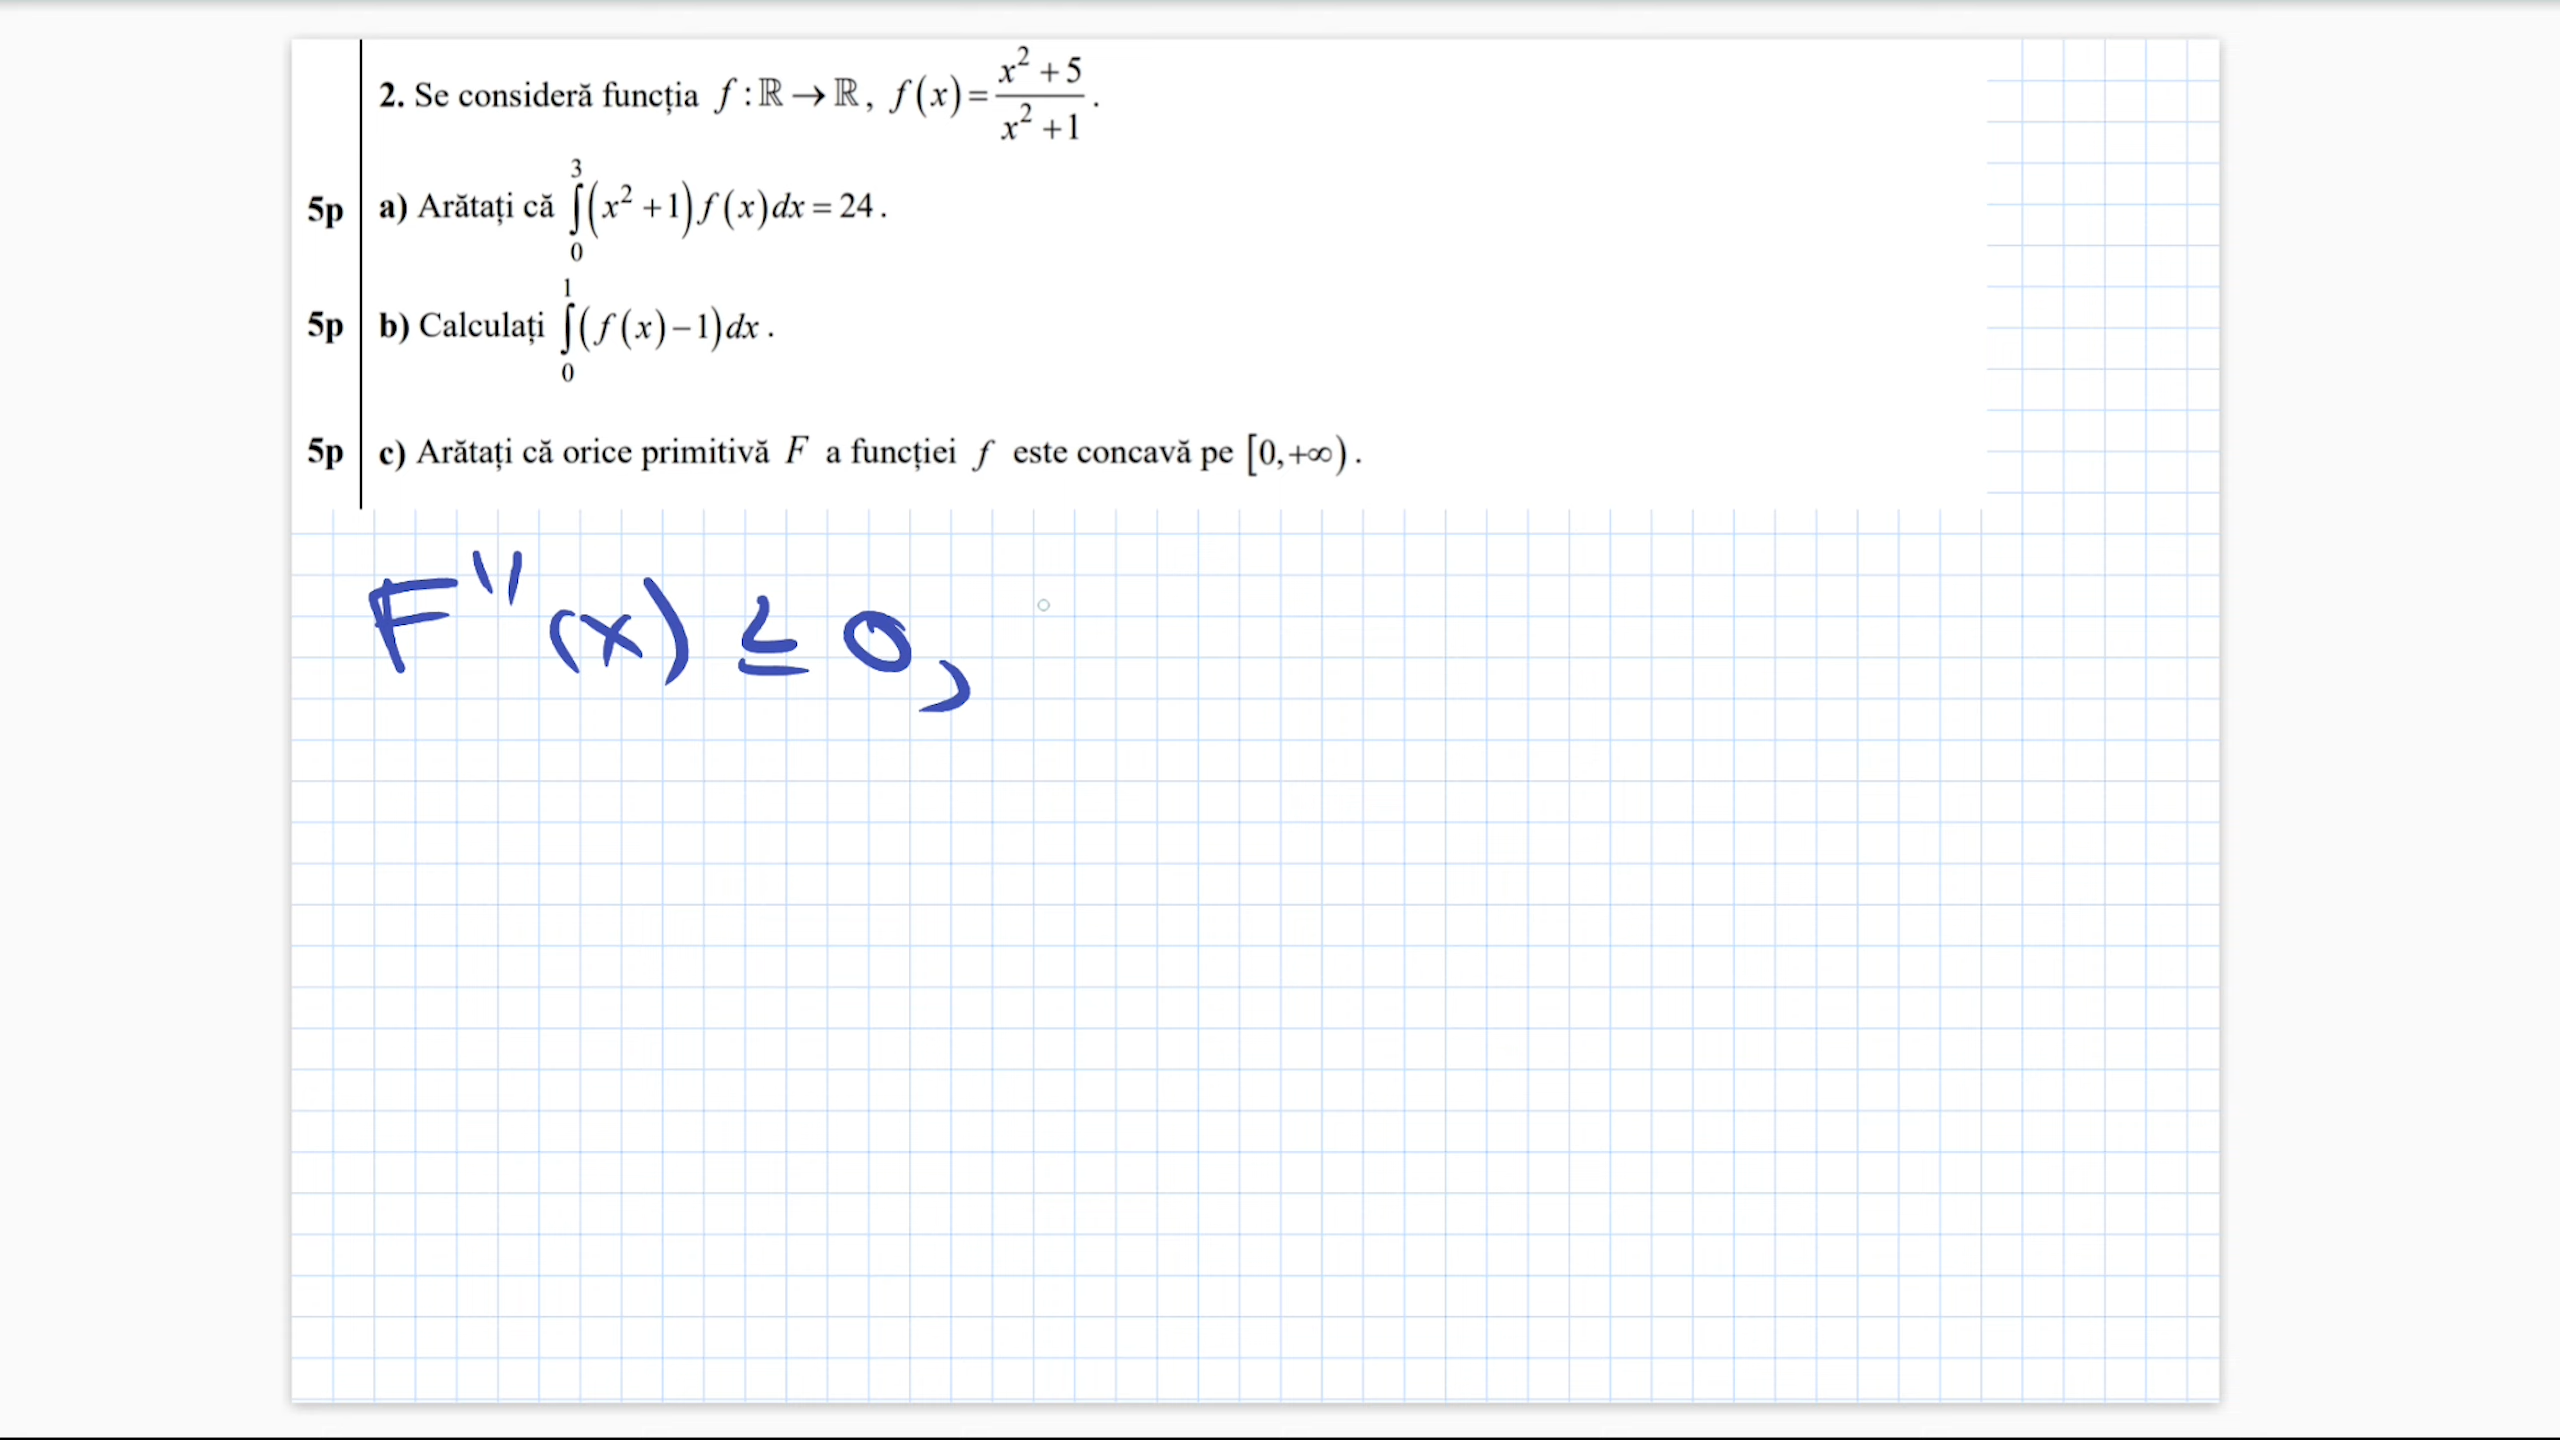 2. Se consideră funcția f : ℝ → ℝ, f(x) = (x² + 5)/(x² + 1).
5p a) Arătați că ∫₀³ (x² + 1) f(x) dx = 24.
5p b) Calculați ∫₀¹ (f(x) − 1) dx.
5p c) Arătați că orice primitivă F a funcției f este concavă pe [0, +∞).
F''(x) ≤ 0,